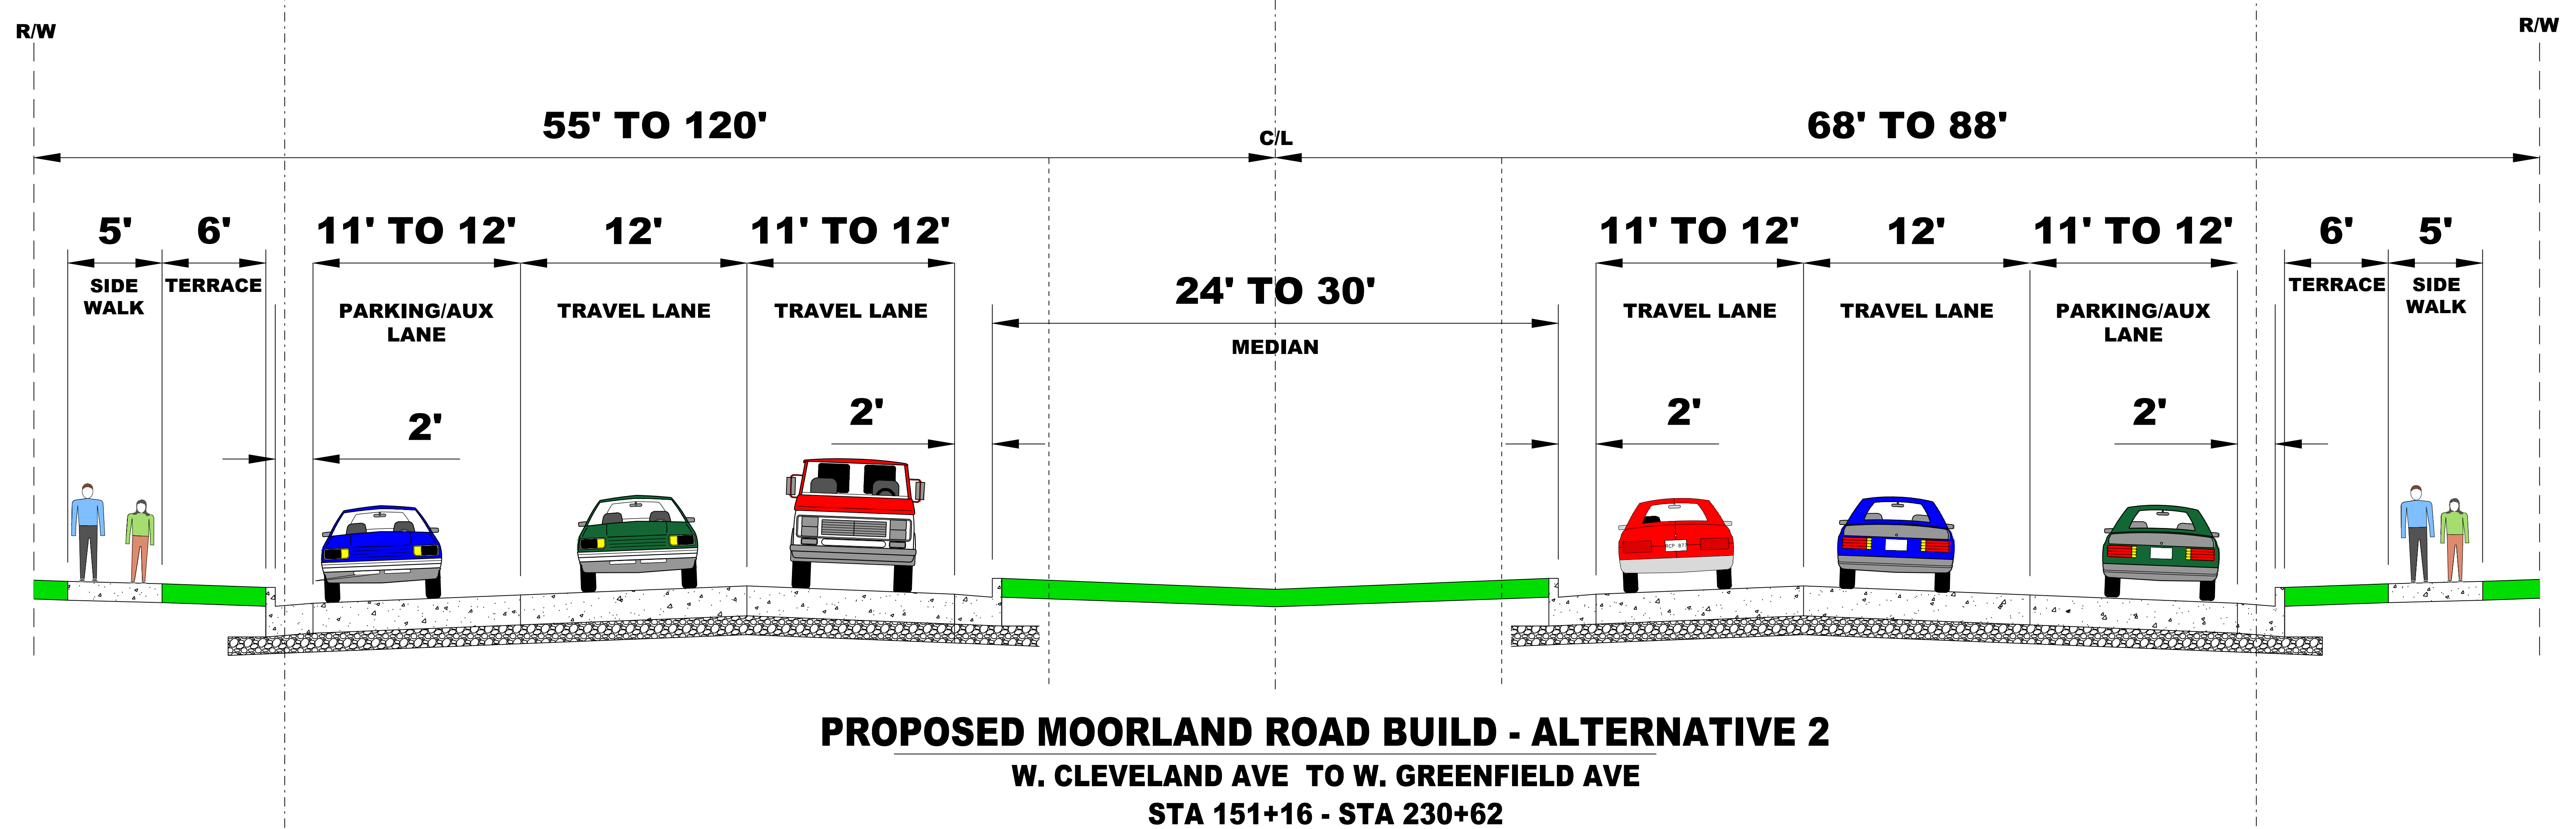 R/W
R/W
55' TO 120'
C/L
68' TO 88'
5'
6'
11' TO 12'
12'
11' TO 12'
11' TO 12'
12'
11' TO 12'
6'
5'
SIDE
WALK
TERRACE
PARKING/AUX
LANE
TRAVEL LANE
TRAVEL LANE
24' TO 30'
MEDIAN
TRAVEL LANE
TRAVEL LANE
PARKING/AUX
LANE
TERRACE
SIDE
WALK
2'
2'
2'
2'
PROPOSED MOORLAND ROAD BUILD - ALTERNATIVE 2
W. CLEVELAND AVE TO W. GREENFIELD AVE
STA 151+16 - STA 230+62